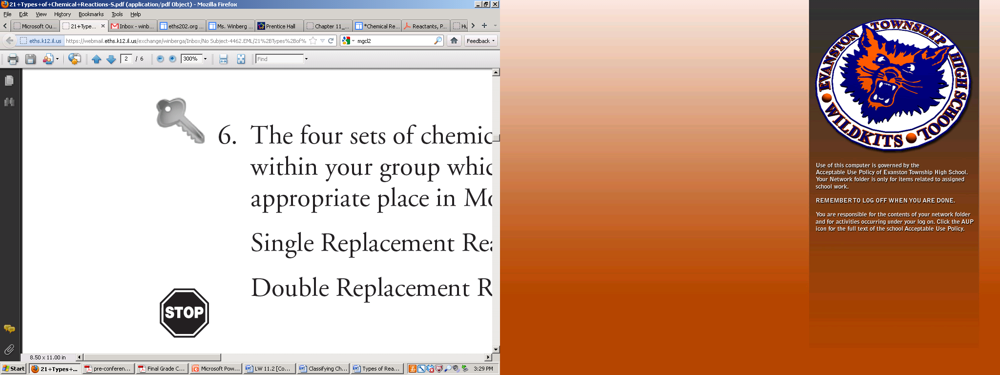 21+Types+of+Chemical+Reactions-S.pdf (application/pdf Object) - Mozilla Firefox
File Edit View History Bookmarks Tools Help
Microsoft Ou... 21+Type... Inbox - winb... eths202.org ... Ms. Winberg ... Prentice Hall Chapter 11_... *Chemical Re... Reactants, P... Hu
eths.k12.il.us https://webmail.eths.k12.il.us/exchange/winberga/Inbox/No Subject-4462.EML/21%2BTypes%2Bof% mgcl2 Feedback
2 / 6 300% Find
6. The four sets of chemic
within your group whic
appropriate place in Mo
Single Replacement Rea
Double Replacement R
STOP
8.50 x 11.00 in
Start 21+Types+... pre-conferen... Final Grade C... Microsoft Pow... LW 11.2 [Co... Classifying Ch... Types of Rea... 3:29 PM
EVANSTON TOWNSHIP HIGH SCHOOL
WILDKITS
Use of this computer is governed by the
Acceptable Use Policy of Evanston Township High School.
Your Network folder is only for items related to assigned
school work.
REMEMBER TO LOG OFF WHEN YOU ARE DONE.
You are responsible for the contents of your network folder
and for activities occurring under your log on. Click the AUP
icon for the full text of the school Acceptable Use Policy.